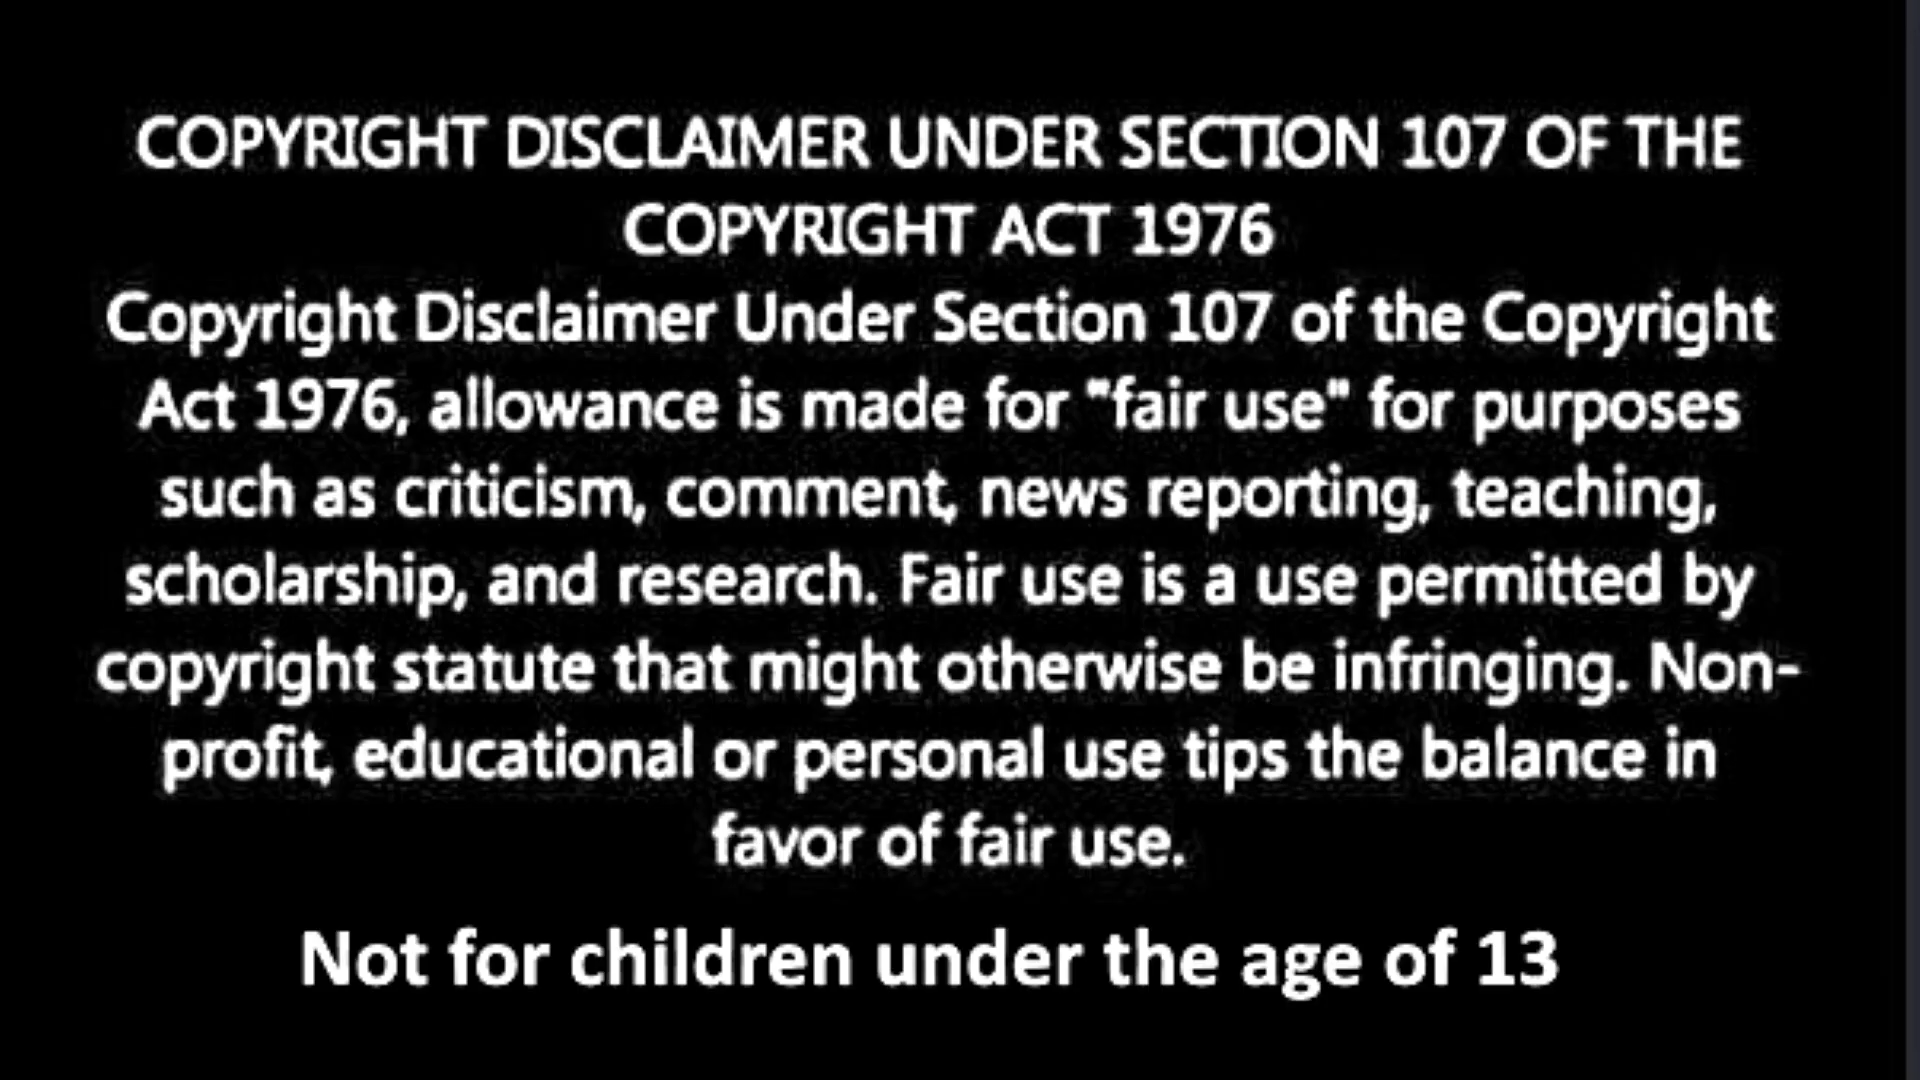 COPYRIGHT DISCLAIMER UNDER SECTION 107 OF THE
COPYRIGHT ACT 1976
Copyright Disclaimer Under Section 107 of the Copyright
Act 1976, allowance is made for "fair use" for purposes
such as criticism, comment, news reporting, teaching,
scholarship, and research. Fair use is a use permitted by
copyright statute that might otherwise be infringing. Non-
profit, educational or personal use tips the balance in
favor of fair use.
Not for children under the age of 13